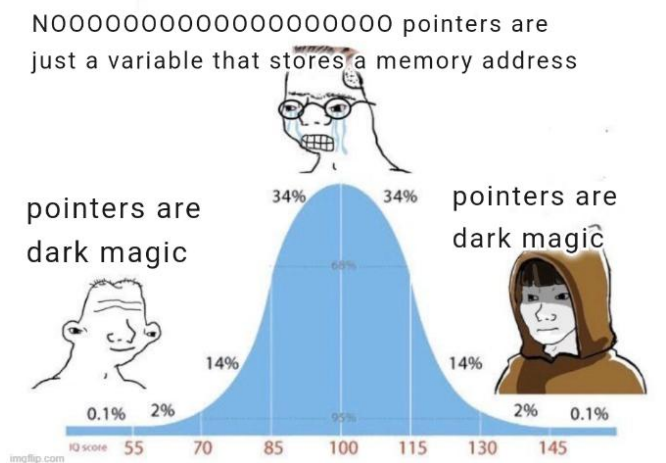 NOOOOOOOOOOOOOOOOOOO pointers are
just a variable that stores a memory address
34%
34%
pointers are
dark magic
pointers are
dark magic
68%
14%
14%
0.1%
2%
95%
2%
0.1%
IQ score
55
70
85
100
115
130
145
imgflip.com